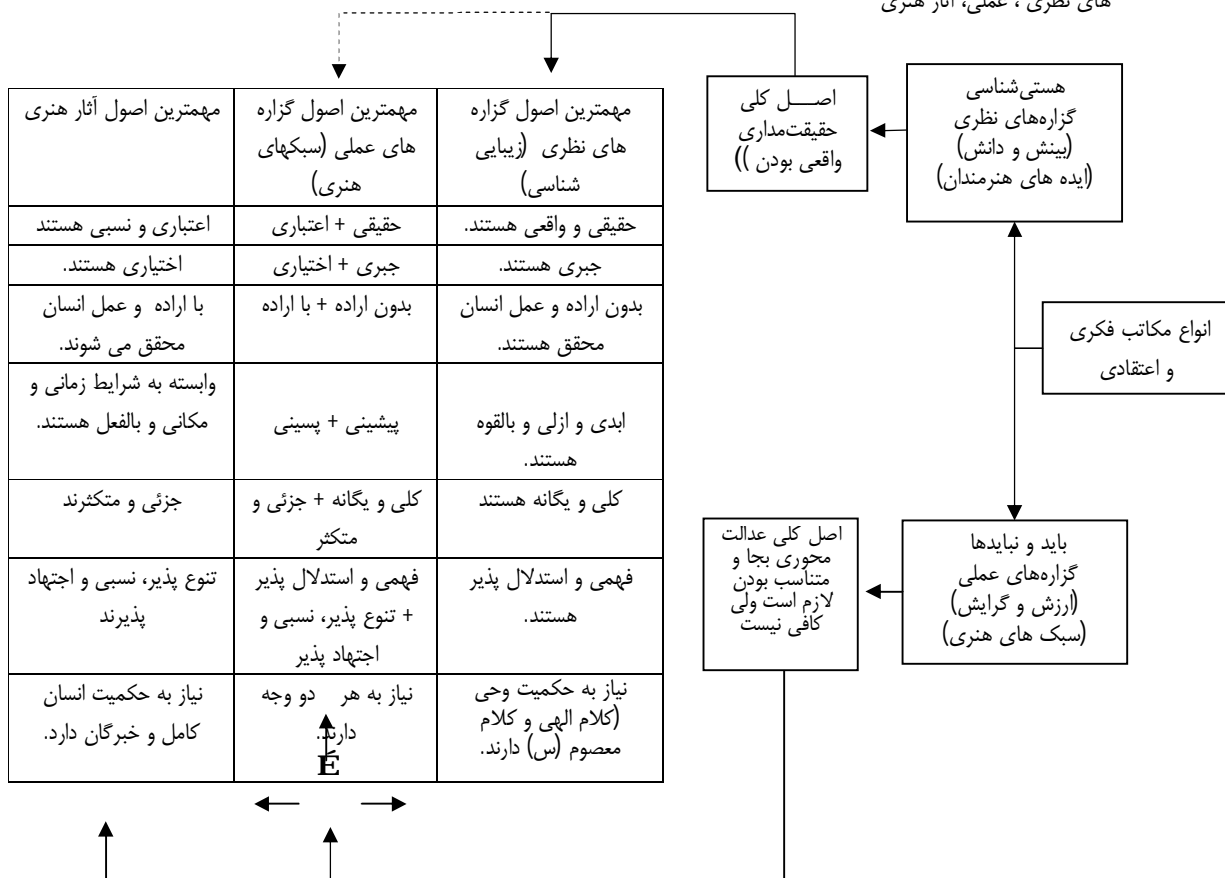 های نظری ، عملی، آثار هنری
هستی‌شناسی
گزاره‌های نظری
(بینش و دانش)
(ایده های هنرمندان)
اصـــل کلی
حقیقت‌مداری
واقعی بودن ))
انواع مکاتب فکری
و اعتقادی
باید و نبایدها
گزاره‌های عملی
(ارزش و گرایش)
(سبک های هنری)
اصل کلی عدالت
محوری بجا و
متناسب بودن
لازم است ولی
کافی نیست
مهمترین اصول گزاره
های نظری (زیبایی
شناسی)
مهمترین اصول گزاره
های عملی (سبکهای
هنری)
مهمترین اصول آثار هنری
حقیقی و واقعی هستند.
حقیقی + اعتباری
اعتباری و نسبی هستند
جبری هستند.
جبری + اختیاری
اختیاری هستند.
بدون اراده و عمل انسان
محقق هستند.
بدون اراده + با اراده
با اراده و عمل انسان
محقق می شوند.
ابدی و ازلی و بالقوه
هستند.
پیشینی + پسینی
وابسته به شرایط زمانی و
مکانی و بالفعل هستند.
کلی و یگانه هستند
کلی و یگانه + جزئی و
متکثر
جزئی و متکثرند
فهمی و استدلال پذیر
هستند.
فهمی و استدلال پذیر
+ تنوع پذیر، نسبی و
اجتهاد پذیر
تنوع پذیر، نسبی و اجتهاد
پذیرند
نیاز به حکمیت وحی
(کلام الهی و کلام
معصوم (س) دارند.
نیاز به هر دو وجه
دارند.
É
نیاز به حکمیت انسان
کامل و خبرگان دارد.